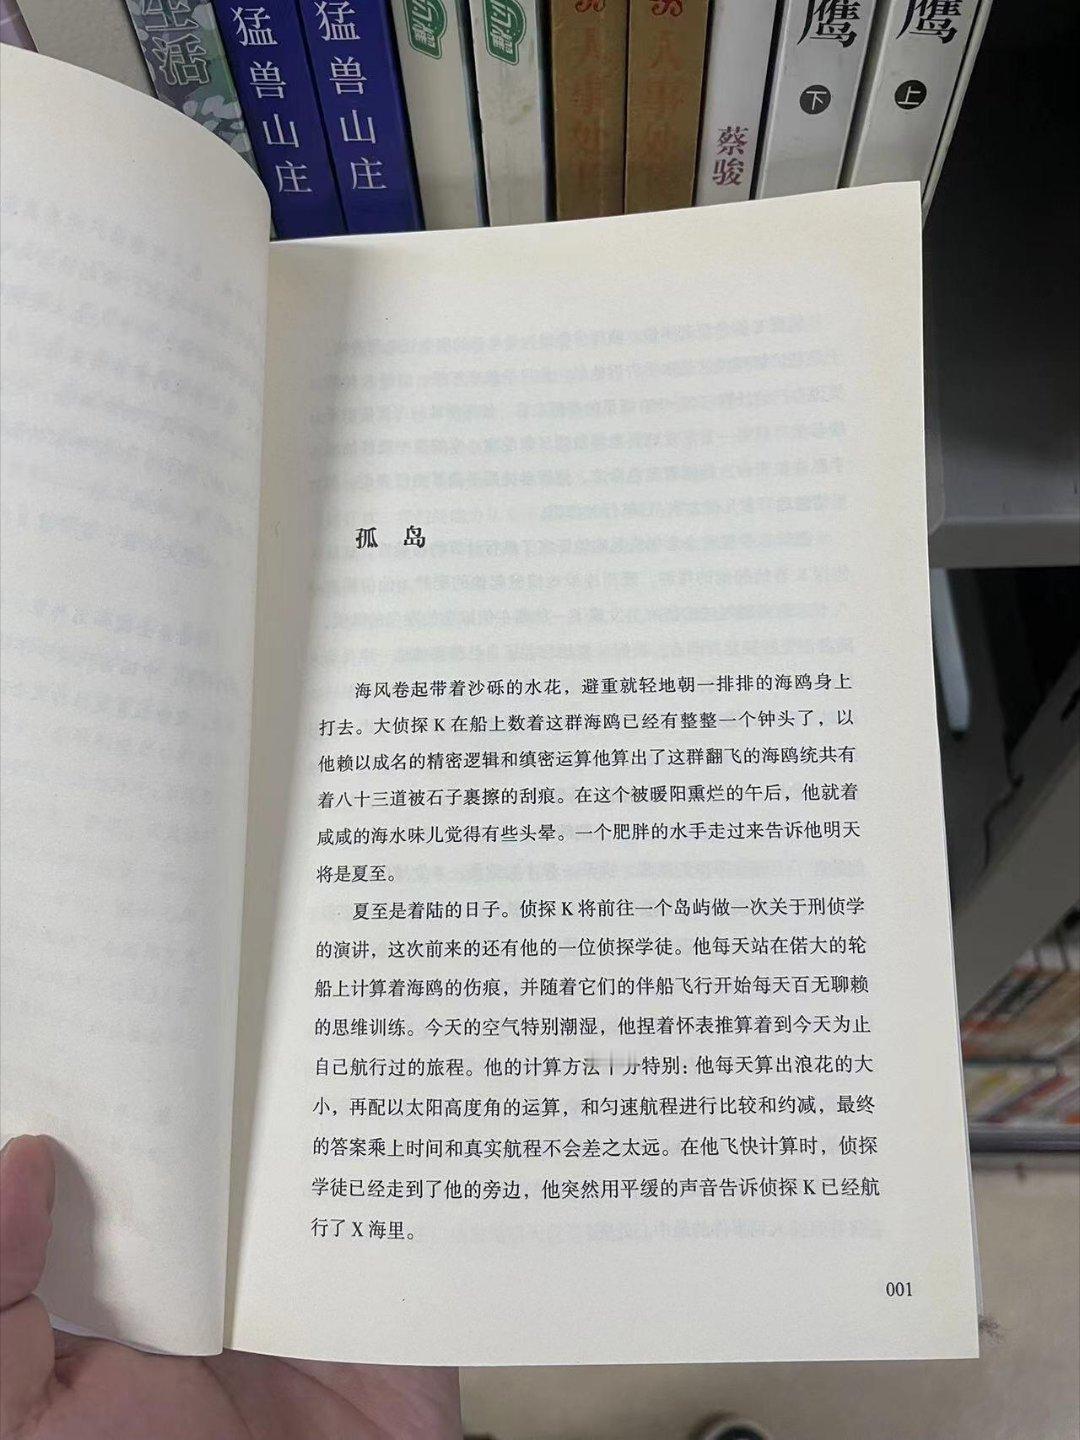 生活
猛兽山庄
猛兽山庄
人事处
蔡骏
鹰
下
鹰
上
孤 岛
海风卷起带着沙砾的水花，避重就轻地朝一排排的海鸥身上
打去。大侦探 K 在船上数着这群海鸥已经有整整一个钟头了，以
他赖以成名的精密逻辑和缜密运算他算出了这群翻飞的海鸥统共有
着八十三道被石子裹擦的刮痕。在这个被暖阳熏烂的午后，他就着
咸咸的海水味儿觉得有些头晕。一个肥胖的水手走过来告诉他明天
将是夏至。
夏至是着陆的日子。侦探 K 将前往一个岛屿做一次关于刑侦学
的演讲，这次前来的还有他的一位侦探学徒。他每天站在偌大的轮
船上计算着海鸥的伤痕，并随着它们的伴船飞行开始每天百无聊赖
的思维训练。今天的空气特别潮湿，他捏着怀表推算着到今天为止
自己航行过的旅程。他的计算方法十分特别：他每天算出浪花的大
小，再配以太阳高度角的运算，和匀速航程进行比较和约减，最终
的答案乘上时间和真实航程不会差之太远。在他飞快计算时，侦探
学徒已经走到了他的旁边，他突然用平缓的声音告诉侦探 K 已经航
行了 X 海里。
001